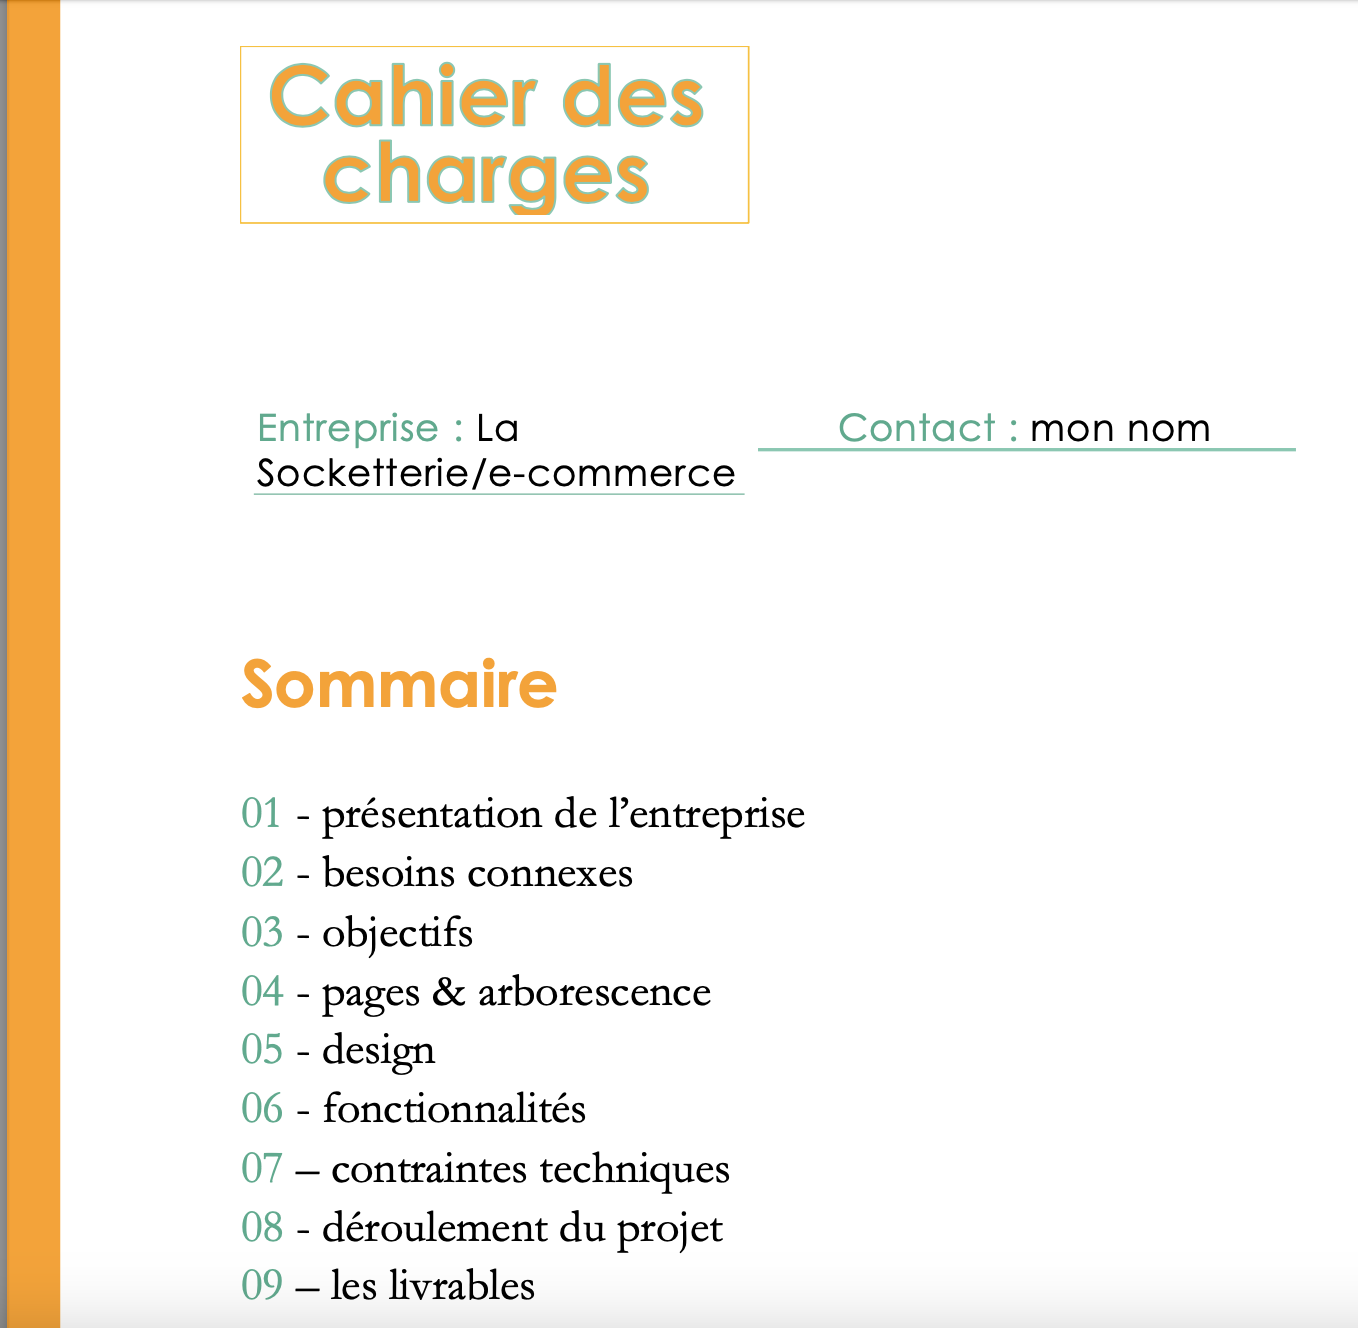 Cahier des
charges
Entreprise : La
Socketterie/e-commerce
Contact : mon nom
Sommaire
01 - présentation de l’entreprise
02 - besoins connexes
03 - objectifs
04 - pages & arborescence
05 - design
06 - fonctionnalités
07 – contraintes techniques
08 - déroulement du projet
09 – les livrables